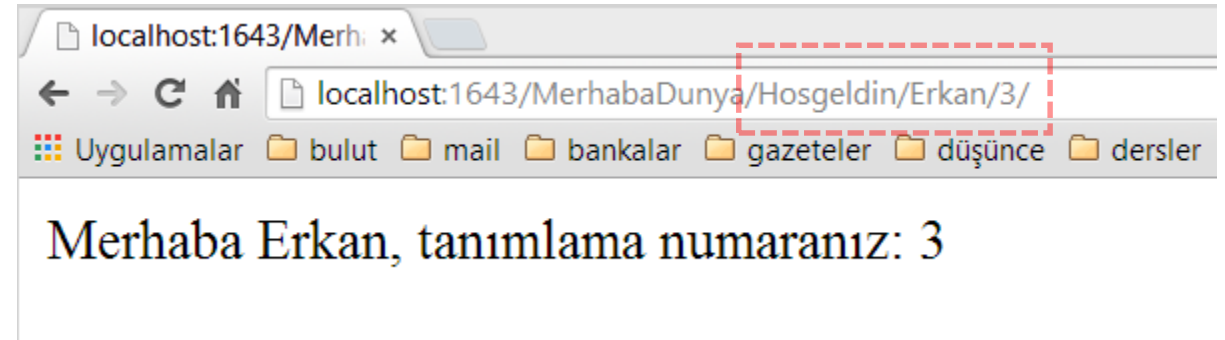 localhost:1643/Merh
localhost:1643/MerhabaDunya/Hosgeldin/Erkan/3/
Uygulamalar bulut mail bankalar gazeteler düşünce dersler
Merhaba Erkan, tanımlama numaranız: 3